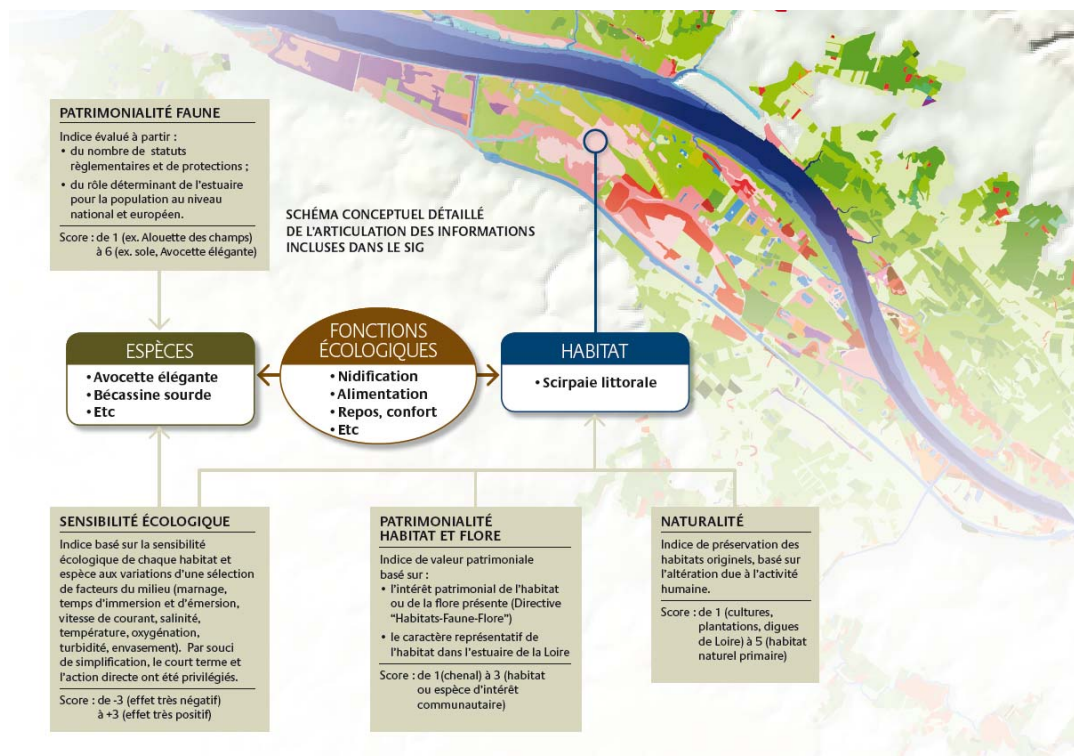 PATRIMONIALITÉ FAUNE
Indice évalué à partir :
• du nombre de statuts
règlementaires et de protections ;
• du rôle déterminant de l'estuaire
pour la population au niveau
national et européen.
Score : de 1 (ex. Alouette des champs)
à 6 (ex. sole, Avocette élégante)
SCHÉMA CONCEPTUEL DÉTAILLÉ
DE L'ARTICULATION DES INFORMATIONS
INCLUSES DANS LE SIG
ESPÈCES
• Avocette élégante
• Bécassine sourde
• Etc
FONCTIONS
ÉCOLOGIQUES
• Nidification
• Alimentation
• Repos, confort
• Etc
HABITAT
• Scirpaie littorale
SENSIBILITÉ ÉCOLOGIQUE
Indice basé sur la sensibilité
écologique de chaque habitat et
espèce aux variations d'une sélection
de facteurs du milieu (marnage,
temps d'immersion et d'émersion,
vitesse de courant, salinité,
température, oxygénation,
turbidité, envasement). Par souci
de simplification, le court terme et
l'action directe ont été privilégiés.
Score : de -3 (effet très négatif)
à +3 (effet très positif)
PATRIMONIALITÉ
HABITAT ET FLORE
Indice de valeur patrimoniale
basé sur :
• l'intérêt patrimonial de l'habitat
ou de la flore présente (Directive
"Habitats-Faune-Flore")
• le caractère représentatif de
l'habitat dans l'estuaire de la Loire
Score : de 1(chenal) à 3 (habitat
ou espèce d'intérêt
communautaire)
NATURALITÉ
Indice de préservation des
habitats originels, basé sur
l'altération due à l'activité
humaine.
Score : de 1 (cultures,
plantations, digues
de Loire) à 5 (habitat
naturel primaire)